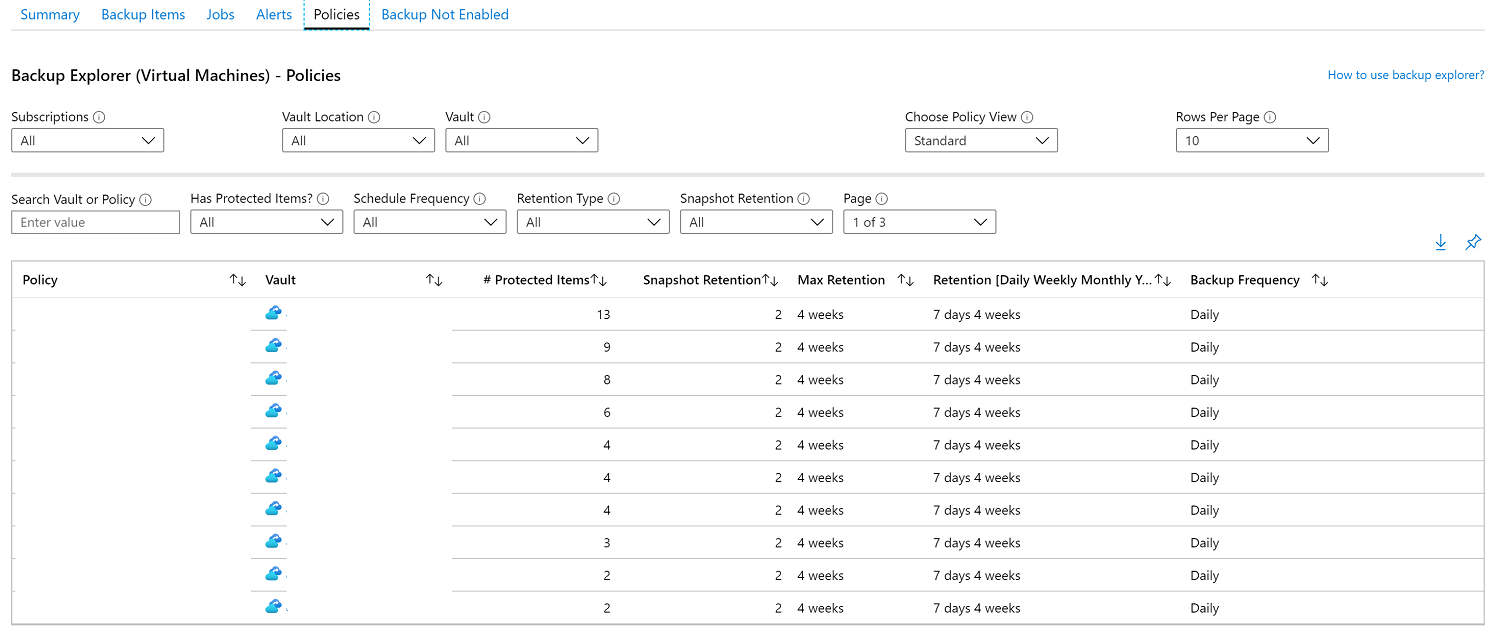 Summary Backup Items Jobs Alerts Policies Backup Not Enabled
Backup Explorer (Virtual Machines) - Policies How to use backup explorer?
Subscriptions Vault Location Vault Choose Policy View Rows Per Page
All All All Standard 10
Search Vault or Policy Has Protected Items? Schedule Frequency Retention Type Snapshot Retention Page
Enter value All All All All 1 of 3
Policy Vault # Protected Items Snapshot Retention Max Retention Retention [Daily Weekly Monthly Y... Backup Frequency
13 2 4 weeks 7 days 4 weeks Daily
9 2 4 weeks 7 days 4 weeks Daily
8 2 4 weeks 7 days 4 weeks Daily
6 2 4 weeks 7 days 4 weeks Daily
4 2 4 weeks 7 days 4 weeks Daily
4 2 4 weeks 7 days 4 weeks Daily
4 2 4 weeks 7 days 4 weeks Daily
3 2 4 weeks 7 days 4 weeks Daily
2 2 4 weeks 7 days 4 weeks Daily
2 2 4 weeks 7 days 4 weeks Daily